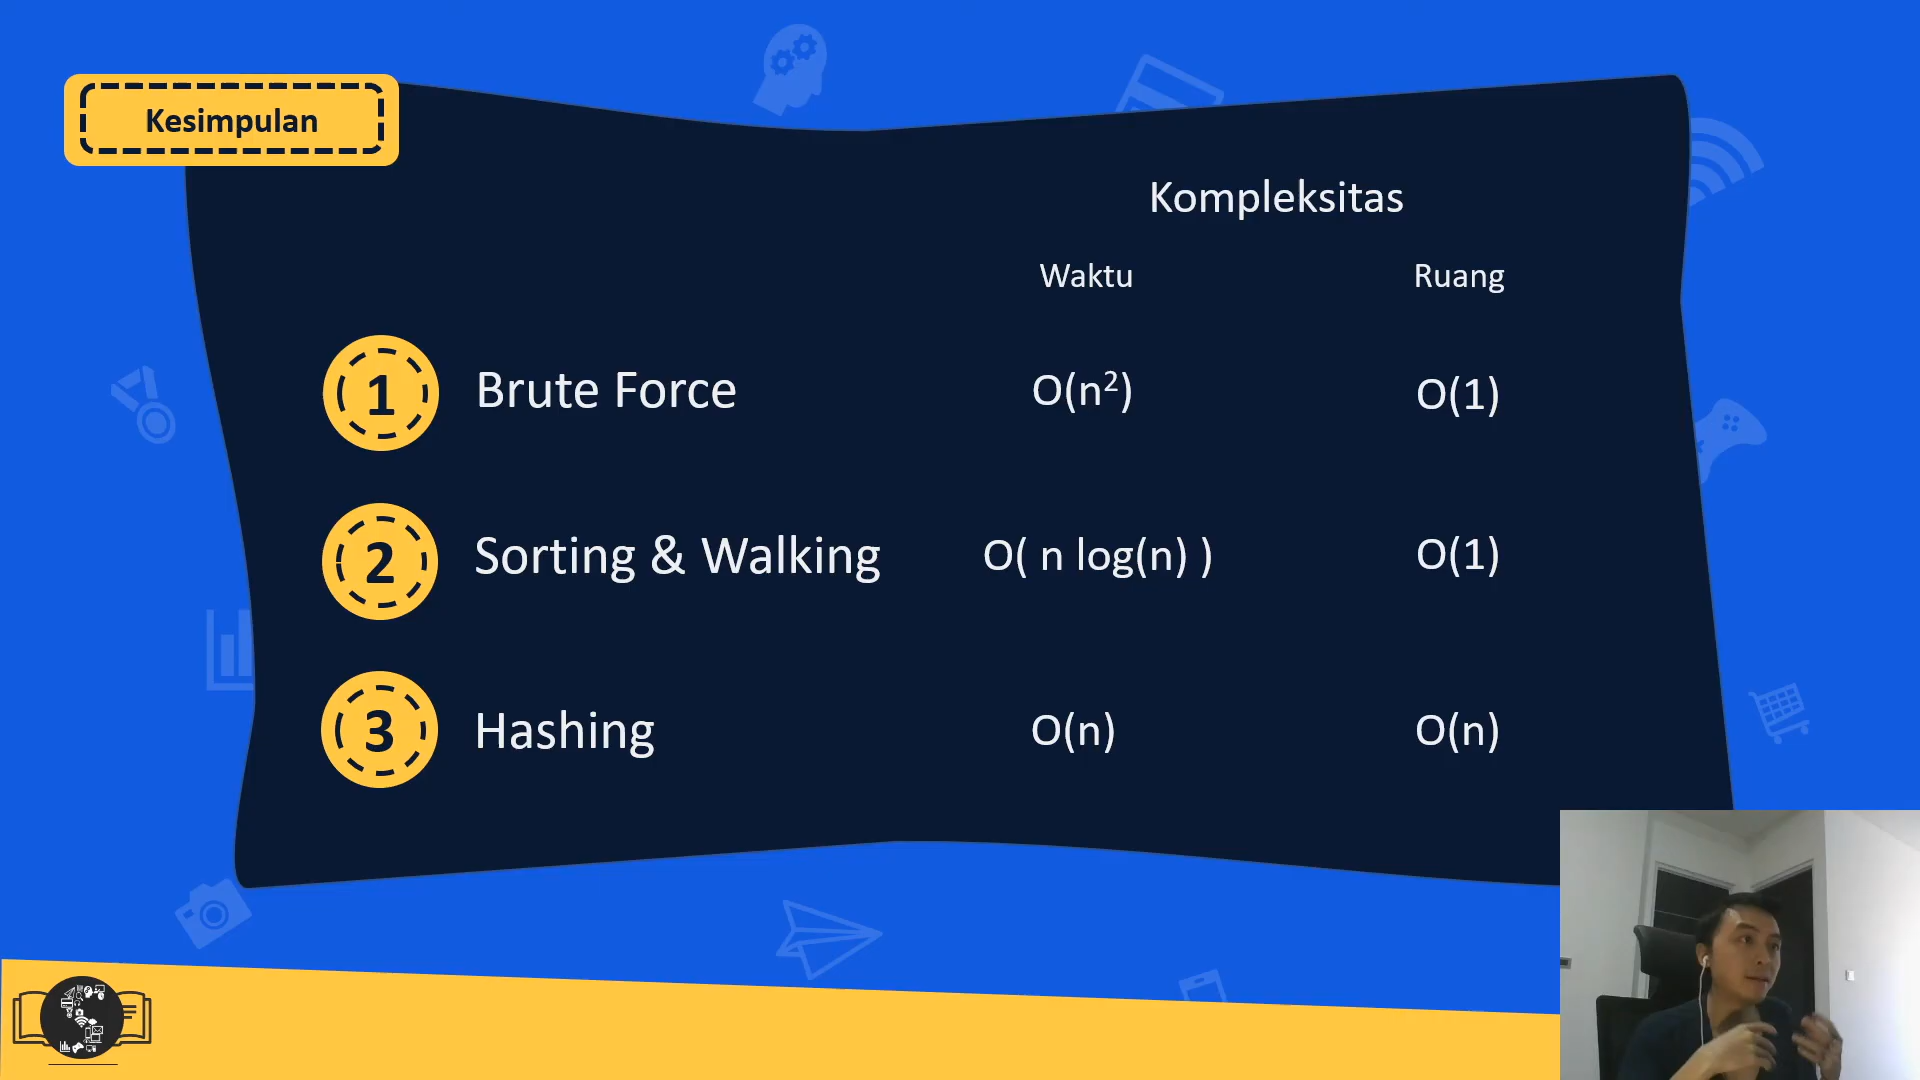 Kesimpulan
Kompleksitas
Waktu Ruang
1 Brute Force O(n²) O(1)
2 Sorting & Walking O( n log(n) ) O(1)
3 Hashing O(n) O(n)